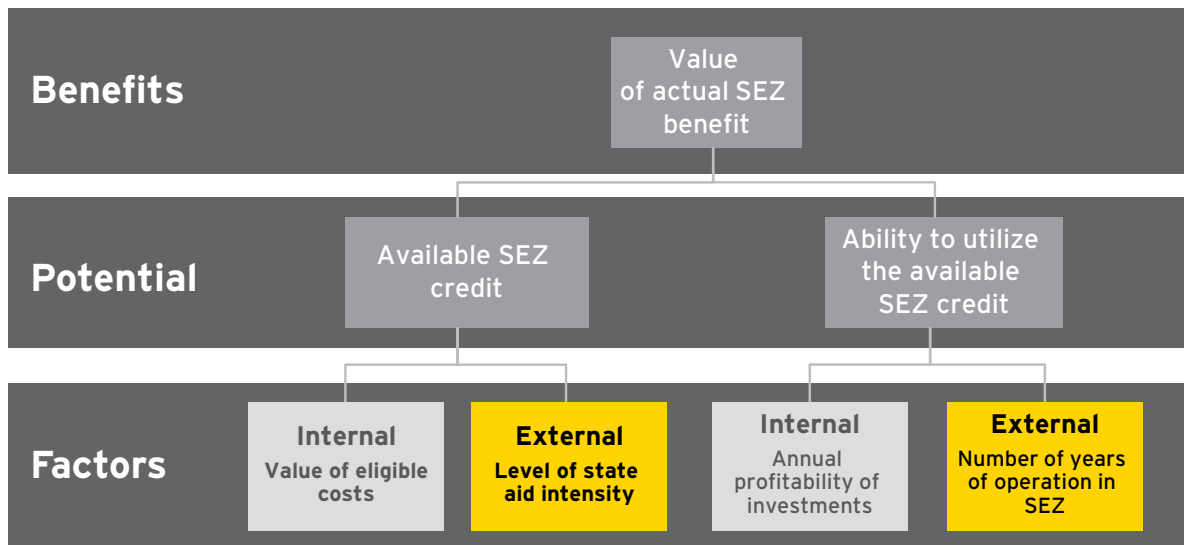 Benefits
Value
of actual SEZ
benefit
Potential
Available SEZ
credit
Ability to utilize
the available
SEZ credit
Factors
Internal
Value of eligible
costs
External
Level of state
aid intensity
Internal
Annual
profitability of
investments
External
Number of years
of operation in
SEZ